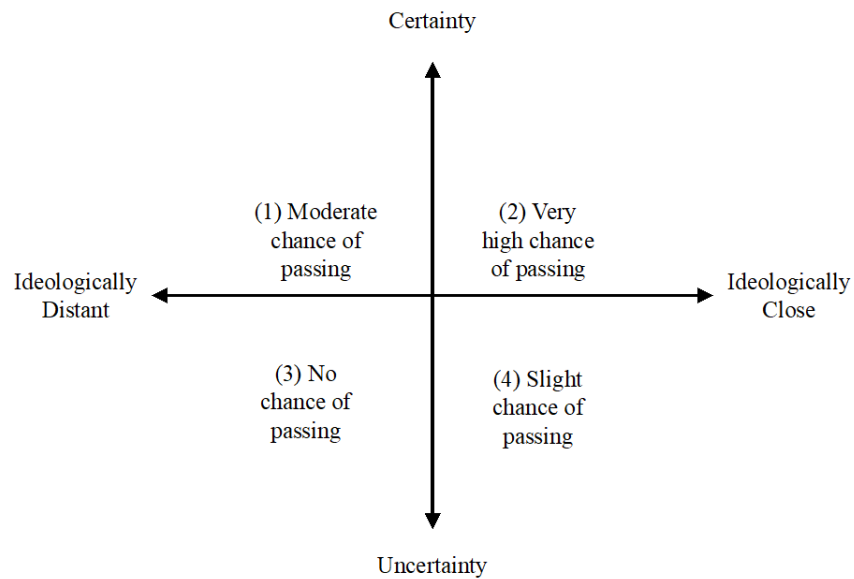 Certainty
(1) Moderate
chance of
passing
(2) Very
high chance
of passing
Ideologically
Distant
Ideologically
Close
(3) No
chance of
passing
(4) Slight
chance of
passing
Uncertainty